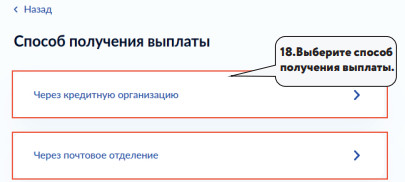 Назад
Способ получения выплаты
18.Выберите способ
получения выплаты.
Через кредитную организацию
Через почтовое отделение